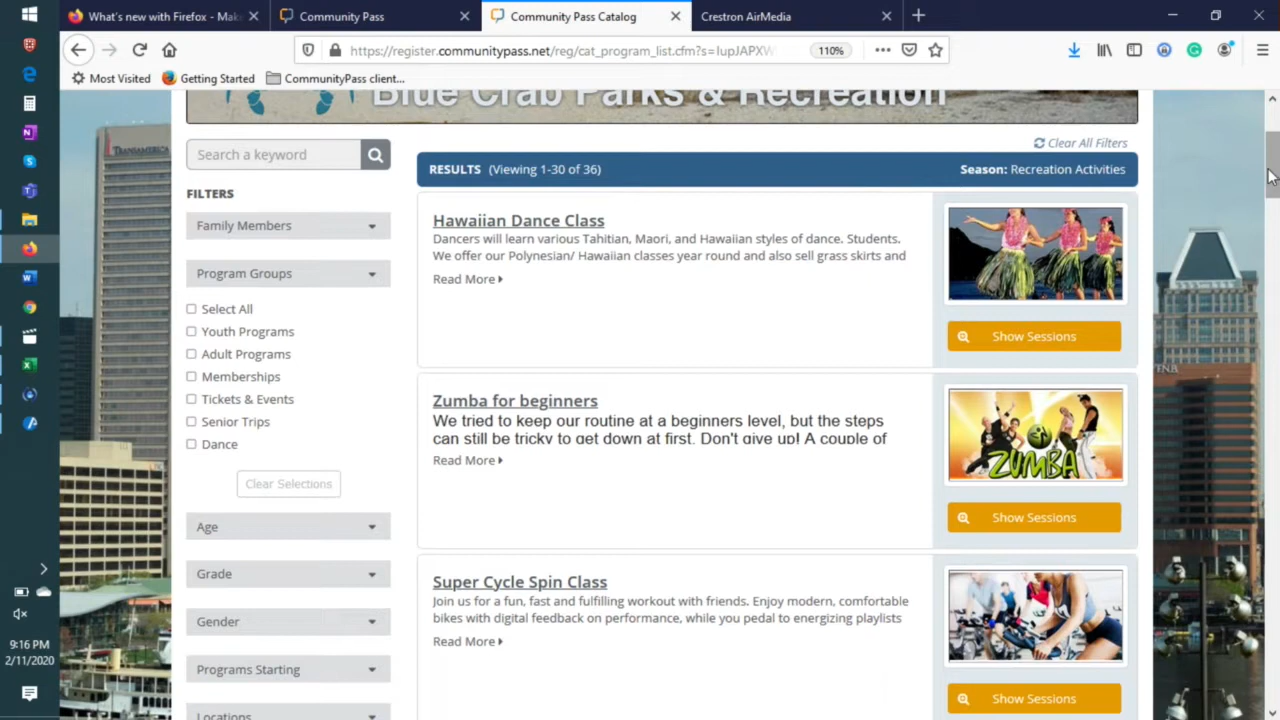 What's new with Firefox - Mak
Community Pass
Community Pass Catalog
Crestron AirMedia
https://register.communitypass.net/reg/cat_program_list.cfm?s=IupJAPXW
110%
Most Visited
Getting Started
CommunityPass client...
TRANSAMERICA
Blue Crab Parks & Recreation
Search a keyword
Clear All Filters
RESULTS (Viewing 1-30 of 36)
Season: Recreation Activities
FILTERS
Family Members
Program Groups
Select All
Youth Programs
Adult Programs
Memberships
Tickets & Events
Senior Trips
Dance
Clear Selections
Age
Grade
Gender
Programs Starting
Locations
Hawaiian Dance Class
Dancers will learn various Tahitian, Maori, and Hawaiian styles of dance. Students.
We offer our Polynesian/ Hawaiian classes year round and also sell grass skirts and
Read More
Show Sessions
Zumba for beginners
We tried to keep our routine at a beginners level, but the steps
can still be tricky to get down at first. Don't give up! A couple of
Read More
ZUMBA
Show Sessions
Super Cycle Spin Class
Join us for a fun, fast and fulfilling workout with friends. Enjoy modern, comfortable
bikes with digital feedback on performance, while you pedal to energizing playlists
Read More
Show Sessions
9:16 PM
2/11/2020